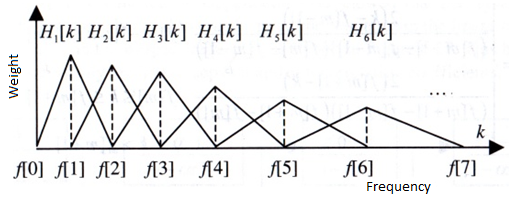 H₁[k] H₂[k] H₃[k] H₄[k] H₅[k] H₆[k]
Weight
....
k
f[0] f[1] f[2] f[3] f[4] f[5] f[6] f[7]
Frequency